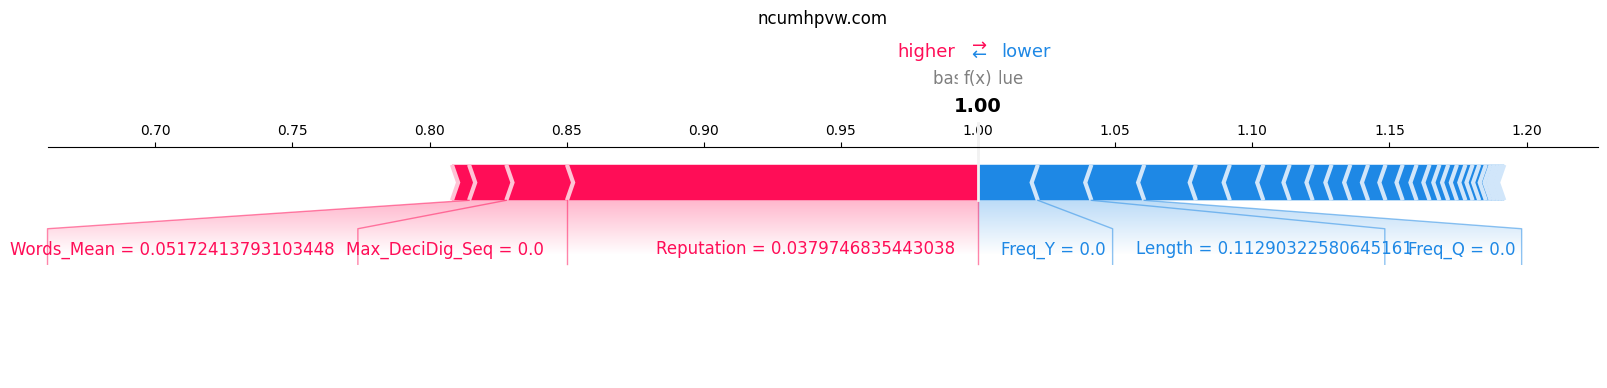 ncumhpvw.com
higher ⇄ lower
bas f(x) lue
1.00
0.70 0.75 0.80 0.85 0.90 0.95 1.00 1.05 1.10 1.15 1.20
Words_Mean = 0.05172413793103448 Max_DeciDig_Seq = 0.0 Reputation = 0.0379746835443038 Freq_Y = 0.0 Length = 0.11290322580645161 Freq_Q = 0.0